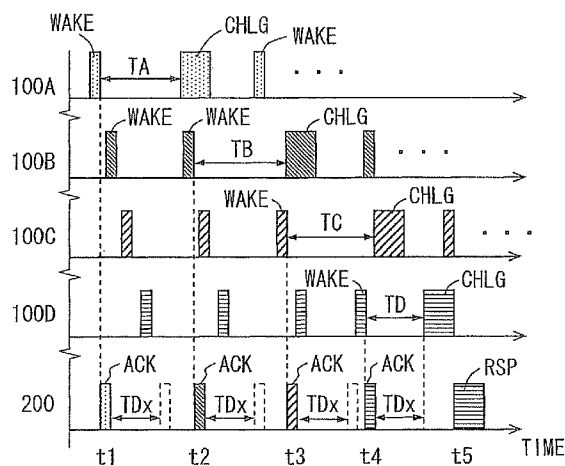 WAKE TA CHLG WAKE
100A ...
WAKE WAKE CHLG
100B TB ...
WAKE TC CHLG
100C ...
WAKE TD CHLG
100D
ACK ACK ACK ACK RSP
200 TDx TDx TDx TDx
t1 t2 t3 t4 t5 TIME